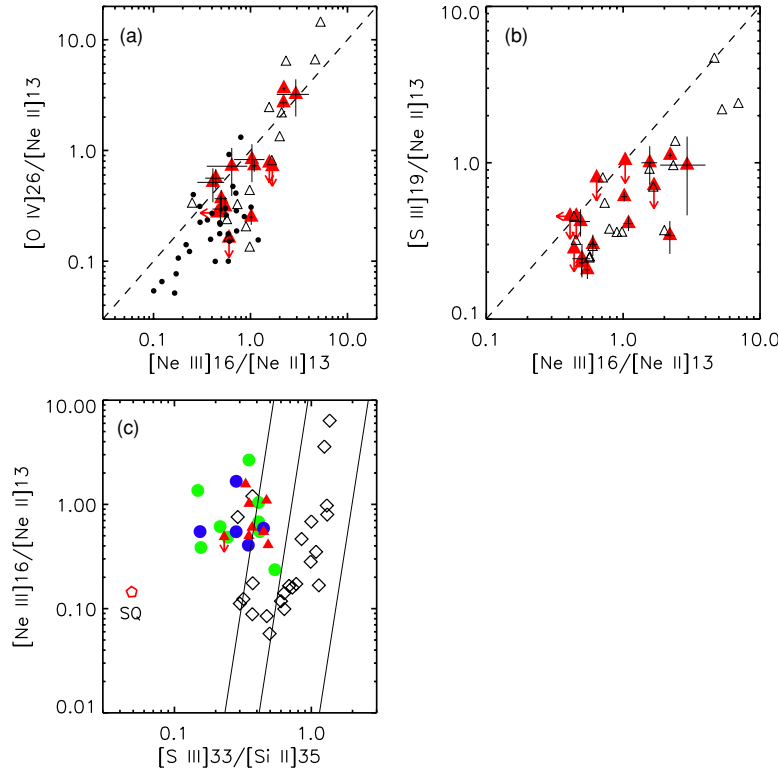 (a)
10.0
1.0
0.1
[O IV]26/[Ne II]13
0.1 1.0 10.0
[Ne III]16/[Ne II]13
(b)
10.0
1.0
0.1
[S III]19/[Ne II]13
0.1 1.0 10.0
[Ne III]16/[Ne II]13
(c)
10.00
1.00
0.10
0.01
[Ne III]16/[Ne II]13
SQ
0.1 1.0
[S III]33/[Si II]35